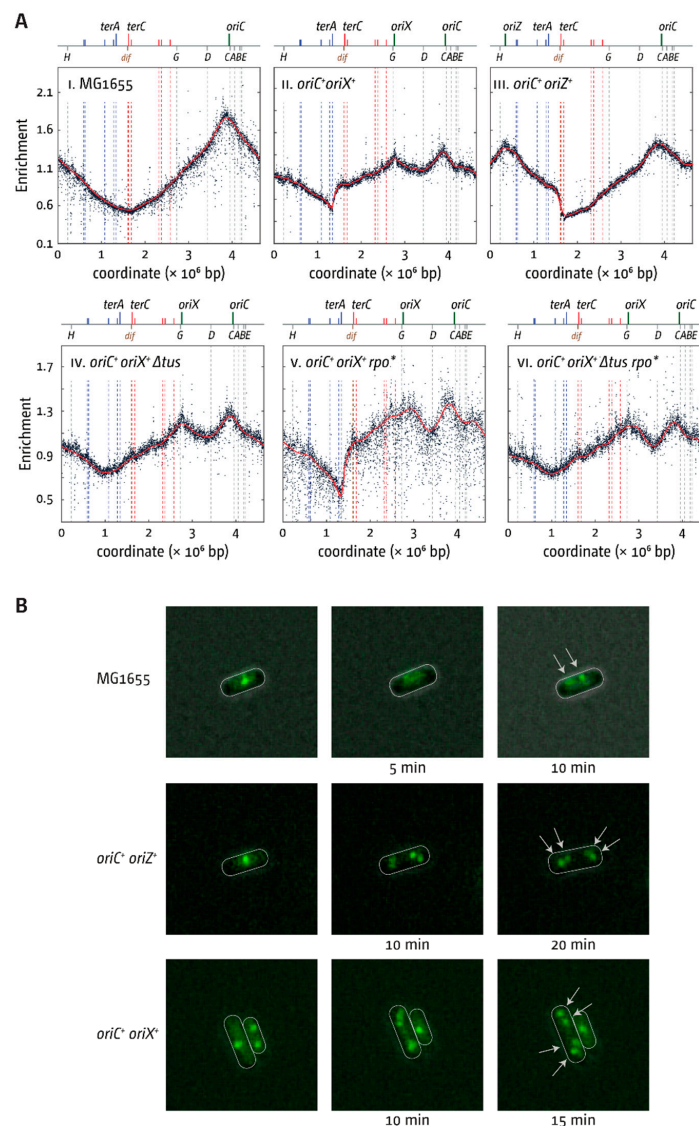 A
terA terC oriC
terA terC oriX oriC
oriZ terA terC oriC
H dif G D CABE
H dif G D CABE
H dif G D CABE
I. MG1655
II. oriC⁺oriX⁺
III. oriC⁺oriZ⁺
Enrichment
2.1
1.6
1.1
0.6
0.1
0 1 2 3 4
0 1 2 3 4
0 1 2 3 4
coordinate (× 10⁶ bp)
coordinate (× 10⁶ bp)
coordinate (× 10⁶ bp)
terA terC oriX oriC
terA terC oriX oriC
terA terC oriX oriC
H dif G D CABE
H dif G D CABE
H dif G D CABE
IV. oriC⁺ oriX⁺ Δtus
V. oriC⁺ oriX⁺ rpo*
VI. oriC⁺ oriX⁺ Δtus rpo*
Enrichment
1.7
1.3
0.9
0.5
0 1 2 3 4
0 1 2 3 4
0 1 2 3 4
coordinate (× 10⁶ bp)
coordinate (× 10⁶ bp)
coordinate (× 10⁶ bp)
B
MG1655
5 min
10 min
oriC⁺ oriZ⁺
10 min
20 min
oriC⁺ oriX⁺
10 min
15 min